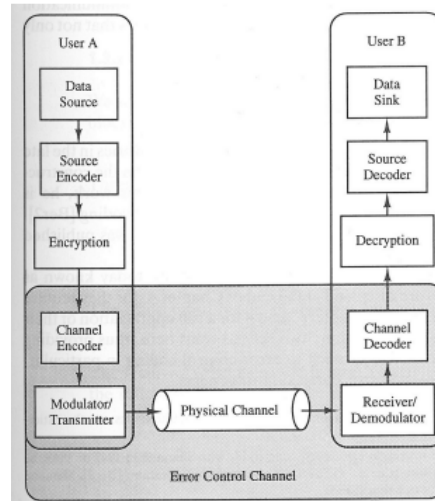 User A
Data
Source
Source
Encoder
Encryption
Channel
Encoder
Modulator/
Transmitter
Physical Channel
User B
Data
Sink
Source
Decoder
Decryption
Channel
Decoder
Receiver/
Demodulator
Error Control Channel